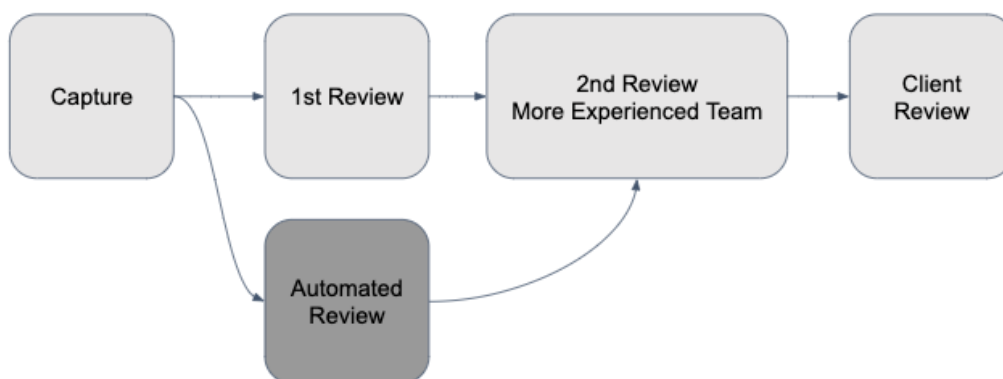 Capture
1st Review
2nd Review
More Experienced Team
Client
Review
Automated
Review